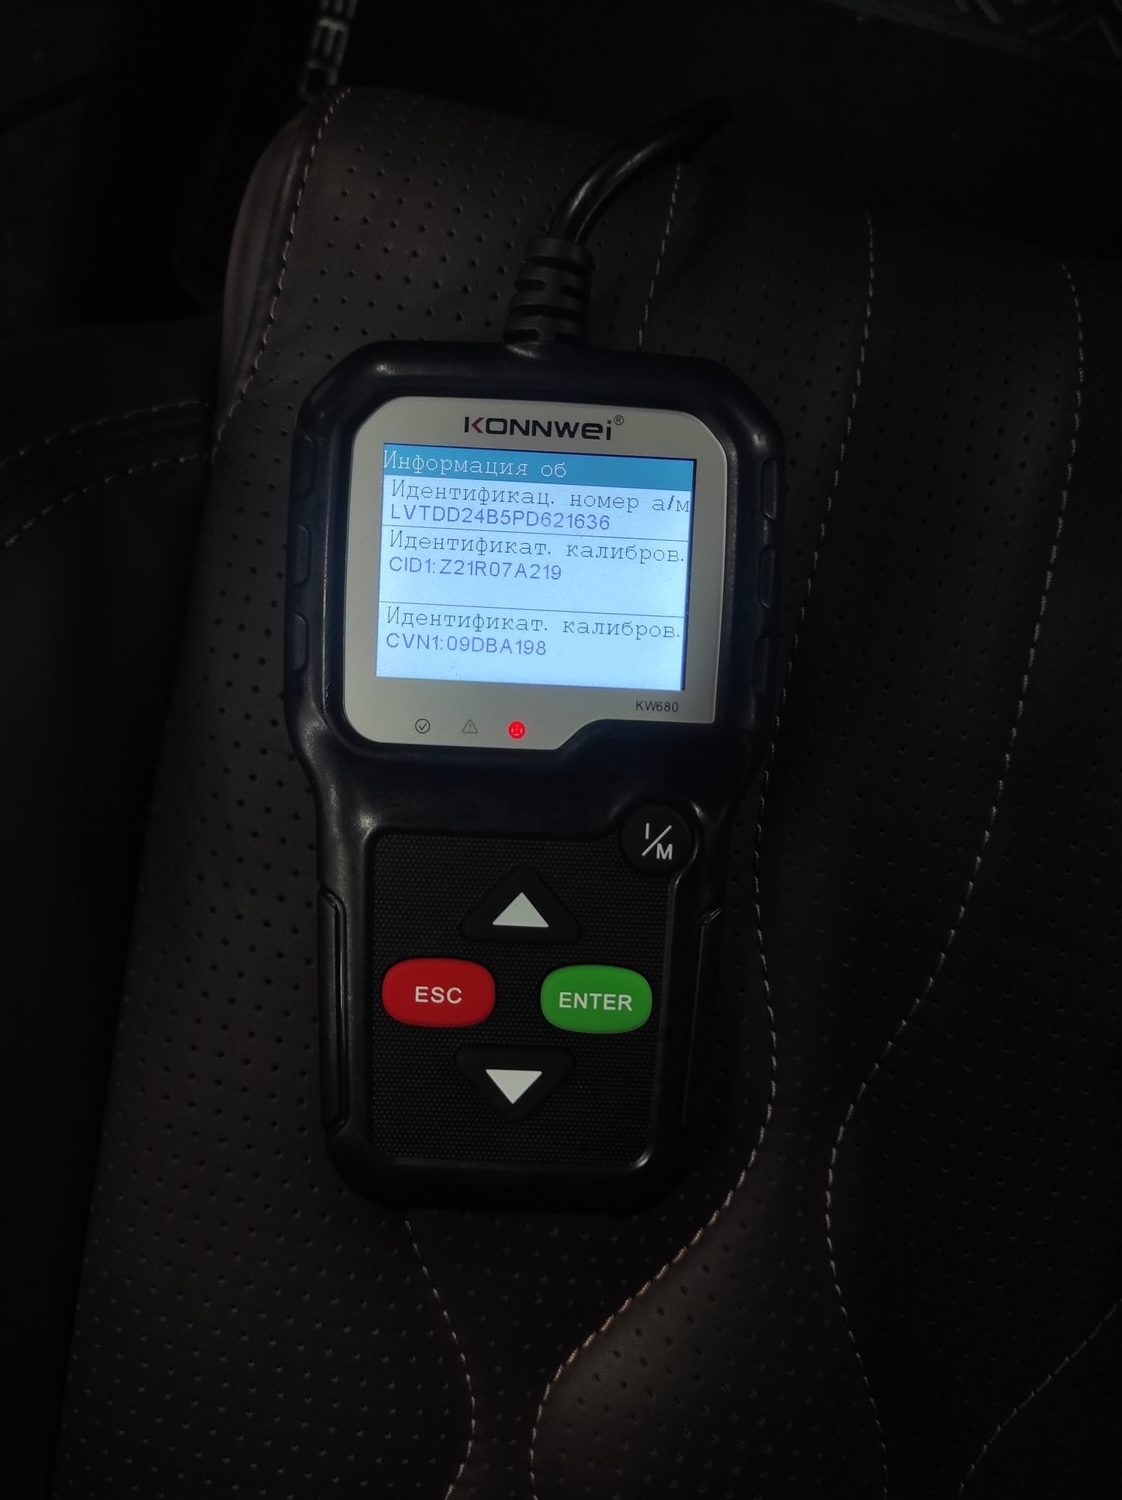 KONNWEI®
Информация об
Идентификац. номер а/м
LVTDD24B5PD621636
Идентификат. калибров.
CID1:Z21R07A219
Идентификат. калибров.
CVN1:09DBA198
KW680
I/M
ESC
ENTER